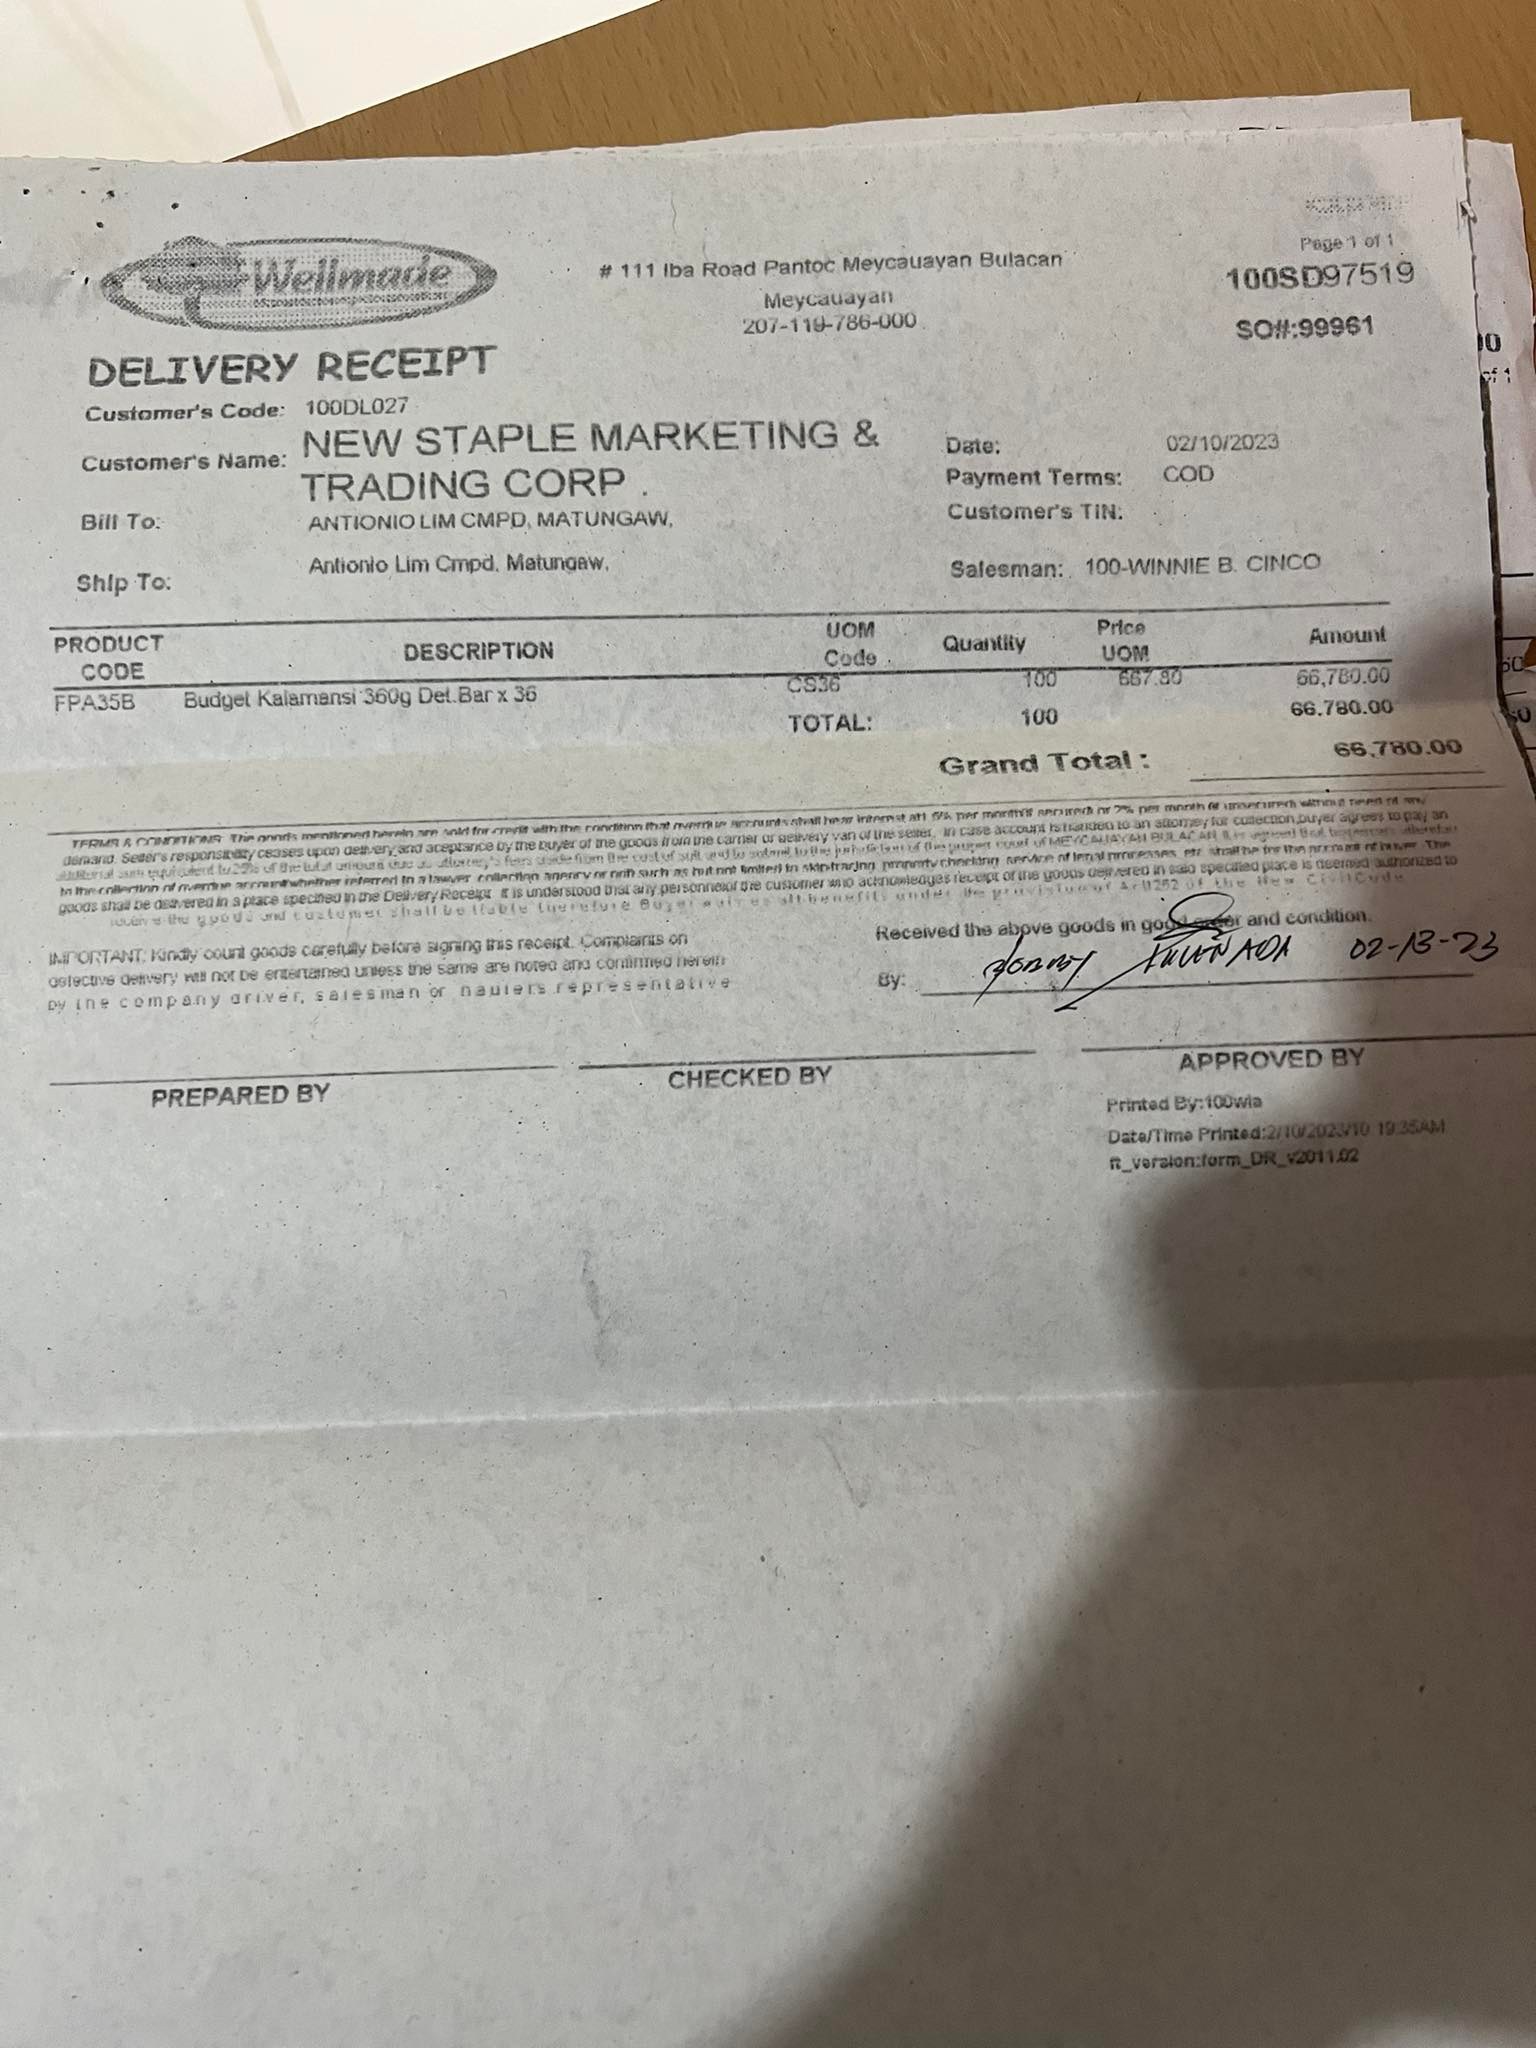 Wellmade
# 111 Iba Road Pantoc Meycauayan Bulacan
Meycauayan
207-119-786-000
Page 1 of 1
100SD97519
SO#:99961
DELIVERY RECEIPT
Customer's Code: 100DL027
Customer's Name: NEW STAPLE MARKETING &
TRADING CORP .
Bill To: ANTIONIO LIM CMPD, MATUNGAW,
Ship To: Antionio Lim Cmpd, Matungaw,
Date: 02/10/2023
Payment Terms: COD
Customer's TIN:
Salesman: 100-WINNIE B. CINCO
PRODUCT CODE DESCRIPTION UOM Code Quantity Price UOM Amount
FPA35B Budget Kalamansi 360g Det.Bar x 36 CS36 100 667.80 66,780.00
TOTAL: 100 66,780.00
Grand Total : 66,780.00
TERMS & CONDITIONS: The goods mentioned herein are sold for credit with the condition that overdue accounts shall bear interest at per month(if secured) or 2% per month (if unsecured) without need of any
demand. Seller's responsibility ceases upon delivery and aceptance by the buyer of the goods from the carrier or delivery van of the seller. In case account is handed to an attorney for collection,buyer agrees to pay an
additional sum equivalent to 25% of the total amount due as attorney's fees aside from the cost of suit and to submit to the jurisdiction of the proper court of MEYCAUAYAN BULACAN.
to the collection of overdue account whether referred to a lawyer, collection agency or not such as but not limited to skip tracing, property checking, service of legal processes, etc. shall be for the account of buyer. The
goods shall be delivered in a place specified in the Delivery Receipt. It is understood that any personnel of the customer who acknowledges receipt of the goods delivered in said specified place is deemed authorized to
receive the goods and customer shall be liable therefore Buyer waives all benefits under the provision of Art1252 of the New CivilCode
IMPORTANT: Kindly count goods carefully before signing this receipt. Complaints on
defective delivery will not be entertained unless the same are noted and confirmed herein
by the company driver, salesman or haulers representative
Received the above goods in good order and condition.
By: 02-13-23
PREPARED BY
CHECKED BY
APPROVED BY
Printed By:100wla
Date/Time Printed:2/10/2023/10 19:35AM
ft_version:form_DR_v2011.02